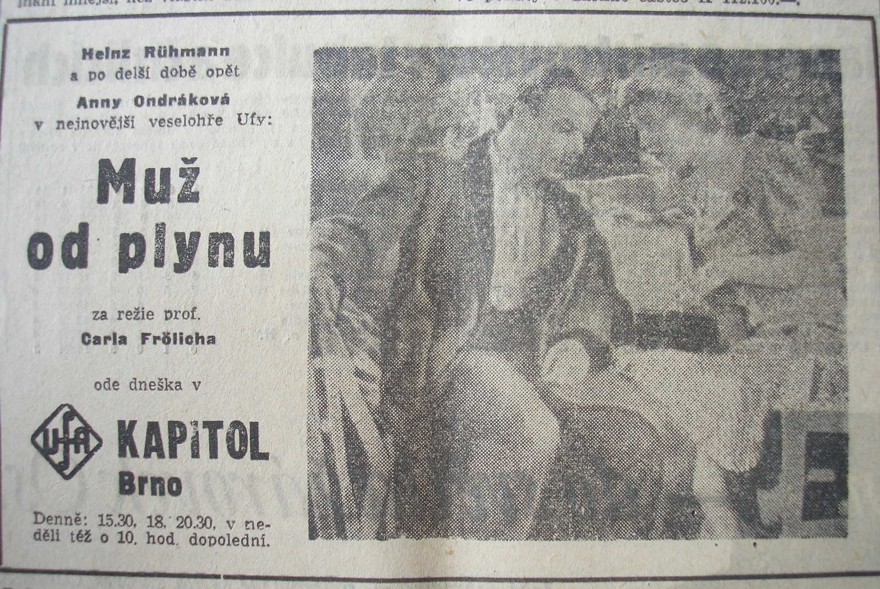 Heinz Rühmann
a po delší době opět
Anny Ondráková
v nejnovější veselohře Ufy:
Muž
od plynu
za režie prof.
Carla Frölicha
ode dneška v
UFA
KAPITOL
Brno
Denně: 15.30, 18. 20.30, v ne-
děli též o 10. hod. dopolední.